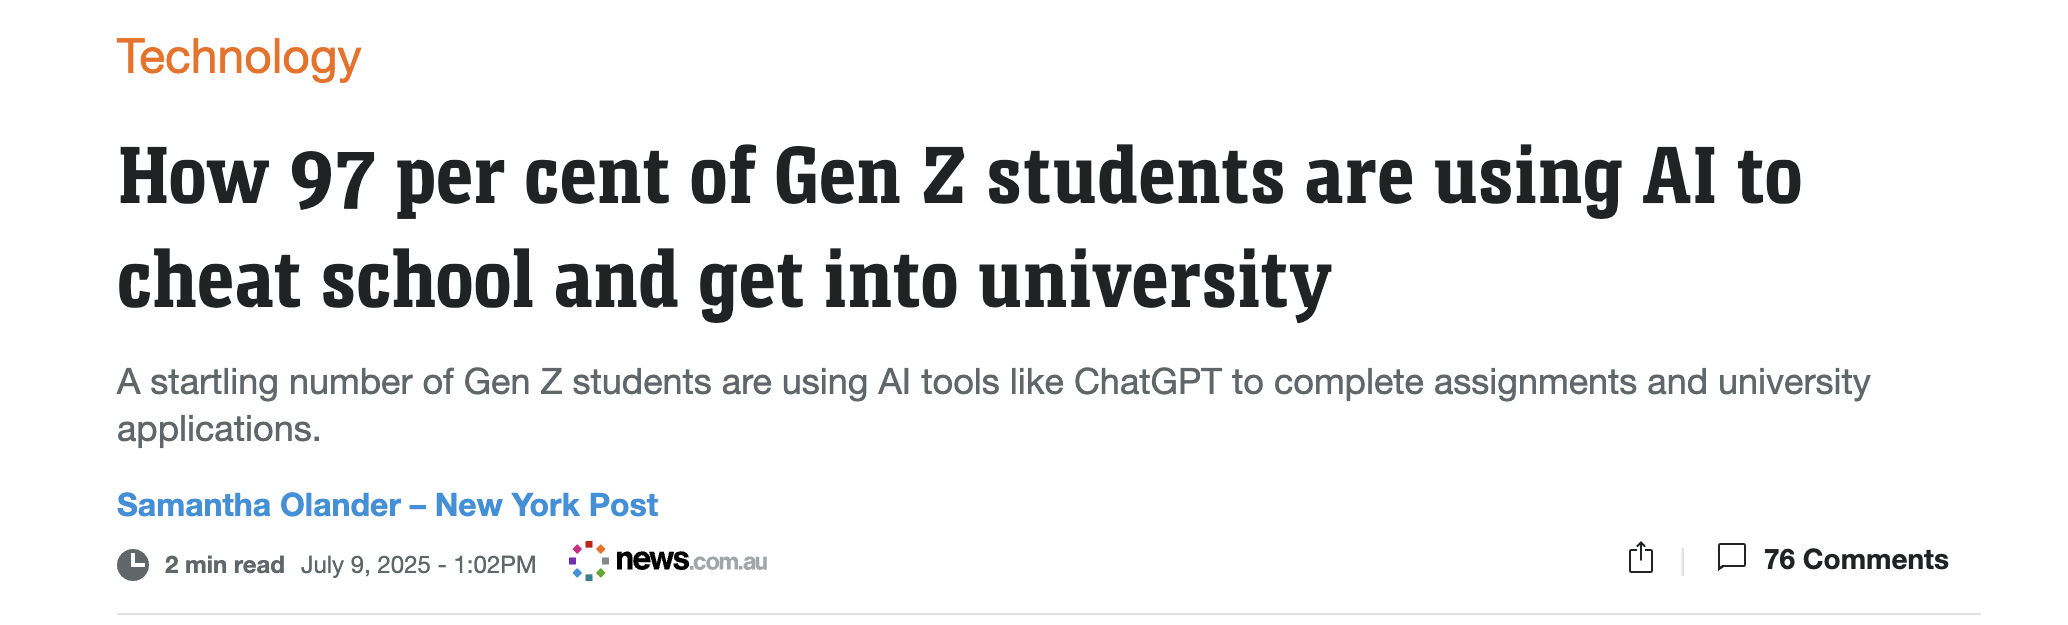 Technology
How 97 per cent of Gen Z students are using AI to
cheat school and get into university
A startling number of Gen Z students are using AI tools like ChatGPT to complete assignments and university
applications.
Samantha Olander – New York Post
2 min read July 9, 2025 - 1:02PM news.com.au 76 Comments